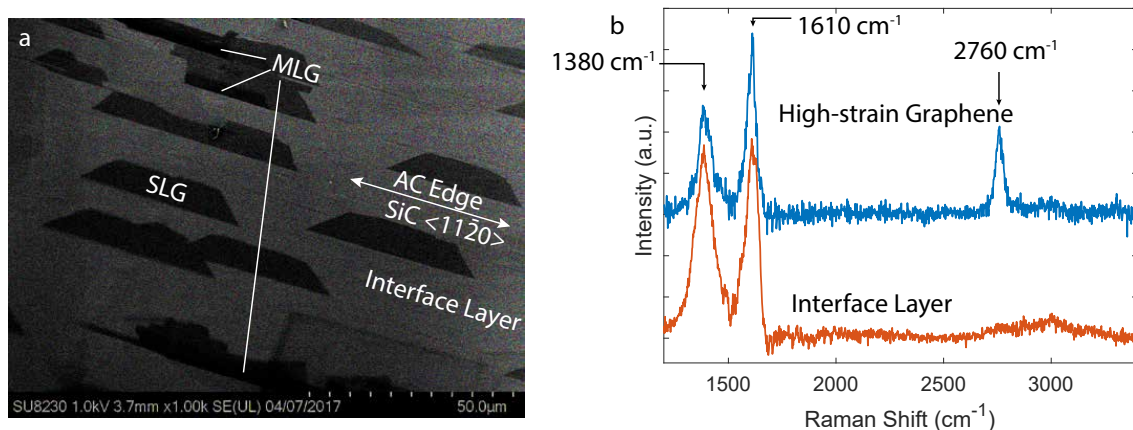 a
MLG
SLG
AC Edge
SiC <1120>
Interface Layer
SU8230 1.0kV 3.7mm x1.00k SE(UL) 04/07/2017 50.0μm
b
1610 cm⁻¹
1380 cm⁻¹
2760 cm⁻¹
High-strain Graphene
Interface Layer
Intensity (a.u.)
1500 2000 2500 3000
Raman Shift (cm⁻¹)